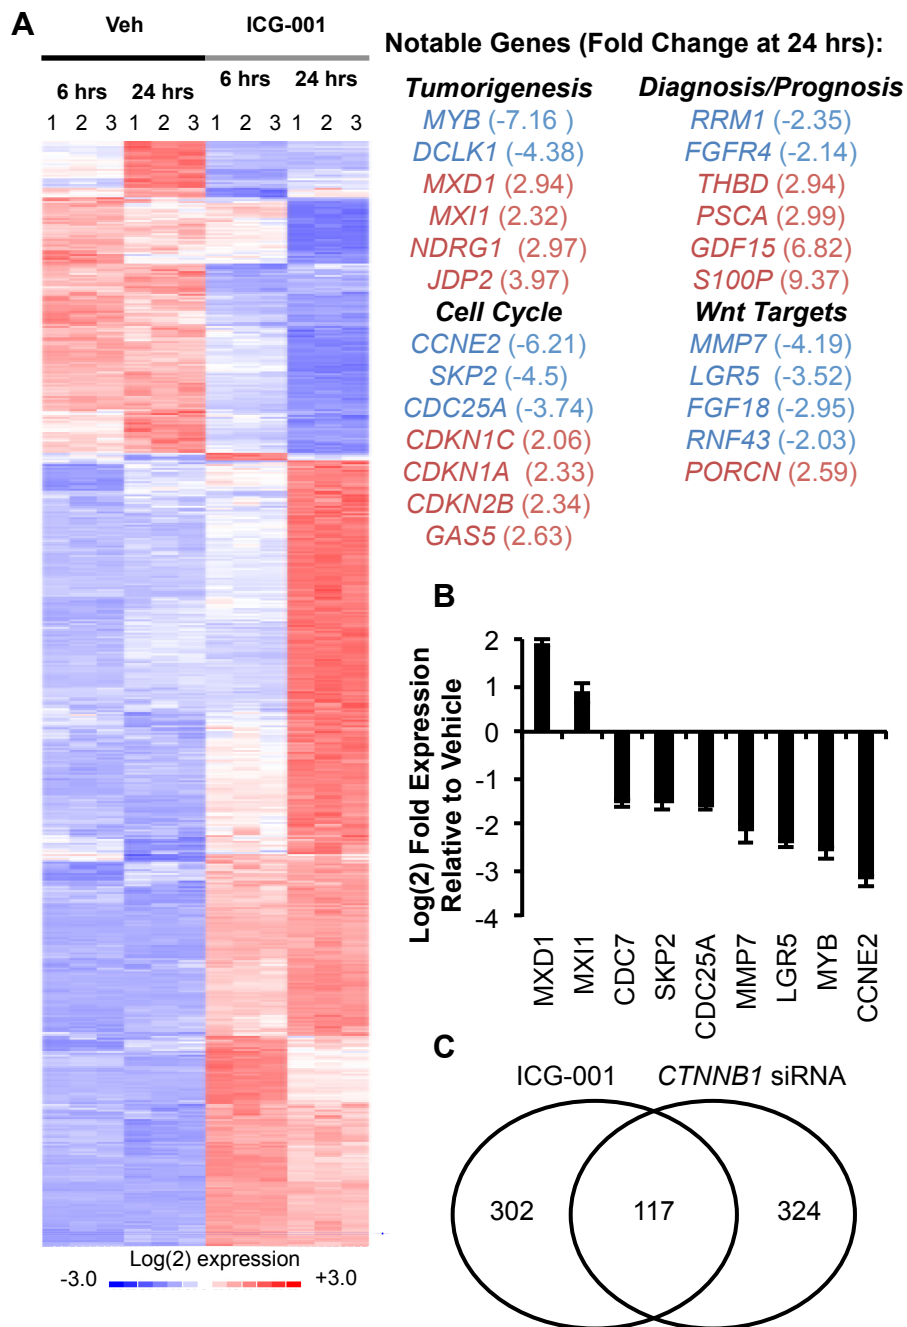 A
Veh ICG-001
6 hrs 24 hrs 6 hrs 24 hrs
1 2 3 1 2 3 1 2 3 1 2 3
Log(2) expression
-3.0 +3.0
Notable Genes (Fold Change at 24 hrs):
Tumorigenesis
MYB (-7.16 )
DCLK1 (-4.38)
MXD1 (2.94)
MXI1 (2.32)
NDRG1 (2.97)
JDP2 (3.97)
Cell Cycle
CCNE2 (-6.21)
SKP2 (-4.5)
CDC25A (-3.74)
CDKN1C (2.06)
CDKN1A (2.33)
CDKN2B (2.34)
GAS5 (2.63)
Diagnosis/Prognosis
RRM1 (-2.35)
FGFR4 (-2.14)
THBD (2.94)
PSCA (2.99)
GDF15 (6.82)
S100P (9.37)
Wnt Targets
MMP7 (-4.19)
LGR5 (-3.52)
FGF18 (-2.95)
RNF43 (-2.03)
PORCN (2.59)
B
Log(2) Fold Expression
Relative to Vehicle
2
1
0
-1
-2
-3
-4
MXD1
MXI1
CDC7
SKP2
CDC25A
MMP7
LGR5
MYB
CCNE2
C
ICG-001 CTNNB1 siRNA
302 117 324